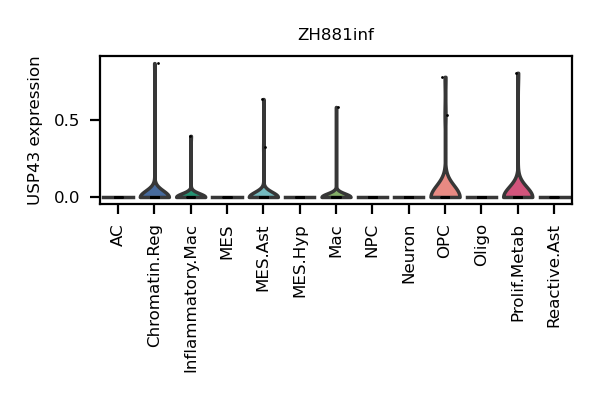 ZH881inf
USP43 expression
0.5
0.0
AC
Chromatin.Reg
Inflammatory.Mac
MES
MES.Ast
MES.Hyp
Mac
NPC
Neuron
OPC
Oligo
Prolif.Metab
Reactive.Ast